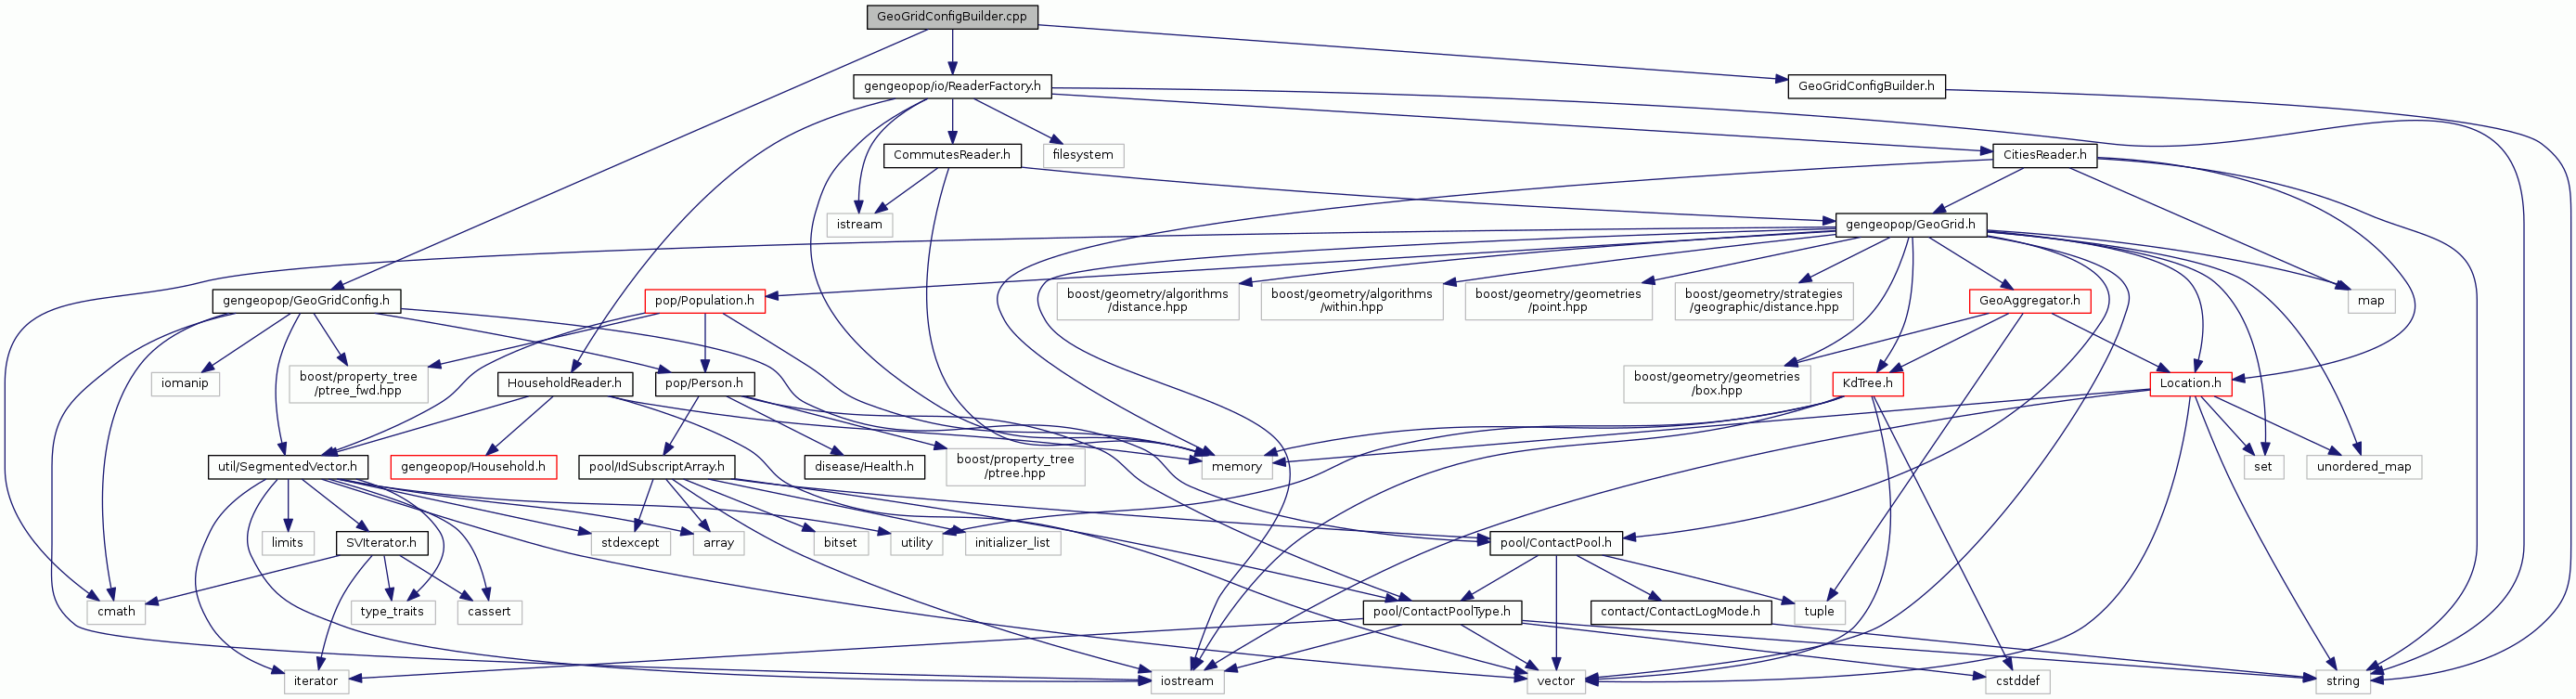 GeoGridConfigBuilder.cpp
gengeopop/io/ReaderFactory.h
GeoGridConfigBuilder.h
CommutesReader.h
filesystem
CitiesReader.h
istream
gengeopop/GeoGrid.h
gengeopop/GeoGridConfig.h
pop/Population.h
boost/geometry/algorithms
/distance.hpp
boost/geometry/algorithms
/within.hpp
boost/geometry/geometries
/point.hpp
boost/geometry/strategies
/geographic/distance.hpp
GeoAggregator.h
map
iomanip
boost/property_tree
/ptree_fwd.hpp
HouseholdReader.h
pop/Person.h
boost/geometry/geometries
/box.hpp
KdTree.h
Location.h
util/SegmentedVector.h
gengeopop/Household.h
pool/IdSubscriptArray.h
disease/Health.h
boost/property_tree
/ptree.hpp
memory
set
unordered_map
limits
SVIterator.h
stdexcept
array
bitset
utility
initializer_list
pool/ContactPool.h
cmath
type_traits
cassert
pool/ContactPoolType.h
contact/ContactLogMode.h
tuple
iterator
iostream
vector
cstddef
string